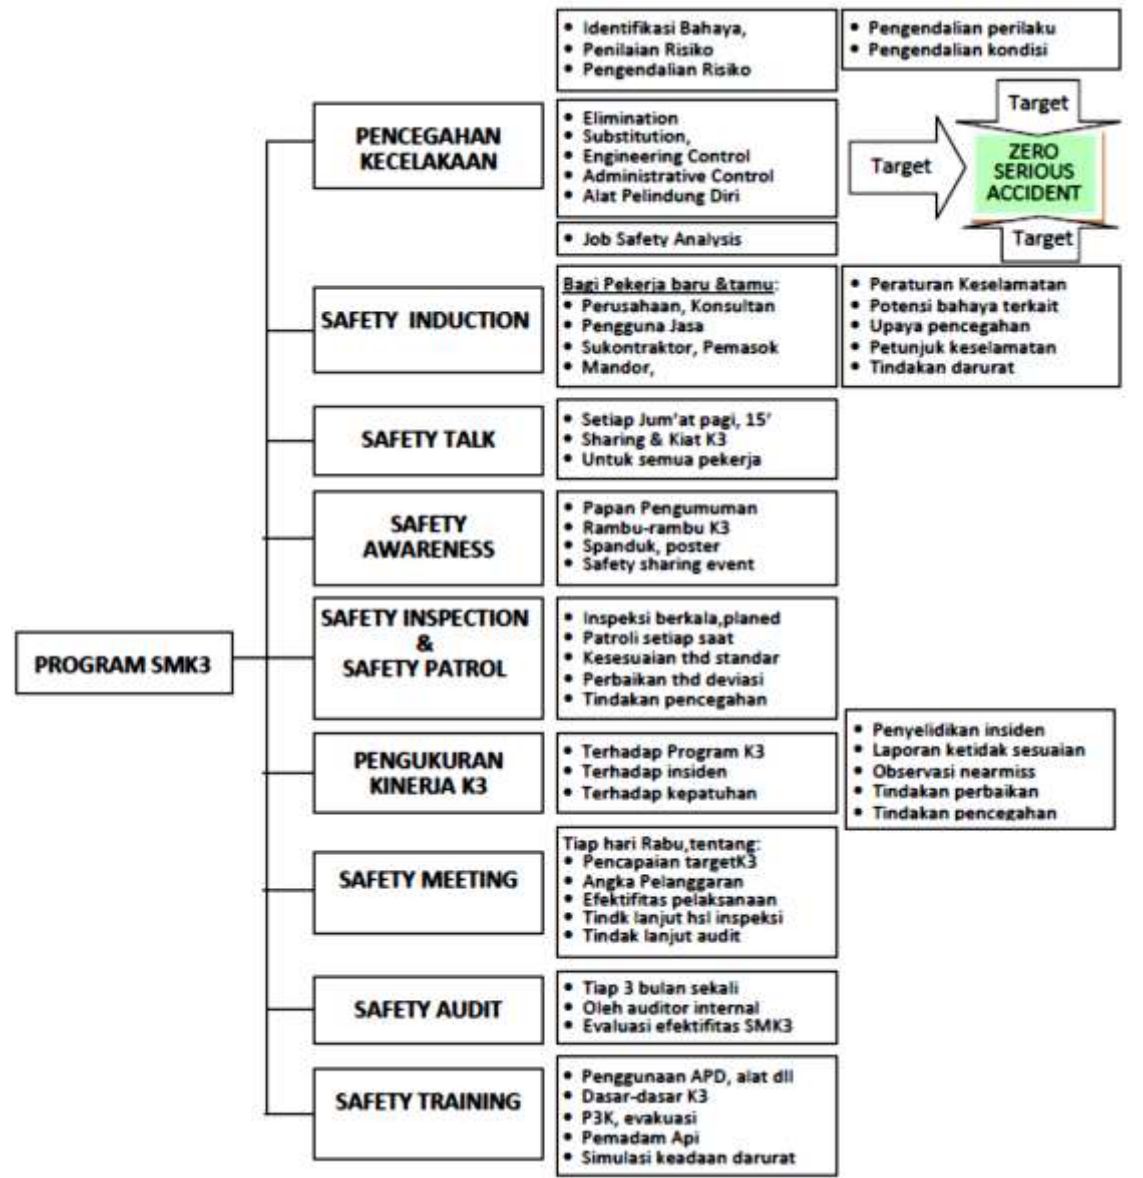 • Identifikasi Bahaya,
• Penilaian Risiko
• Pengendalian Risiko
• Pengendalian perilaku
• Pengendalian kondisi
PENCEGAHAN
KECELAKAAN
• Elimination
• Substitution,
• Engineering Control
• Administrative Control
• Alat Pelindung Diri
• Job Safety Analysis
Target
Target
ZERO
SERIOUS
ACCIDENT
Target
SAFETY INDUCTION
Bagi Pekerja baru &tamu:
• Perusahaan, Konsultan
• Pengguna Jasa
• Sukontraktor, Pemasok
• Mandor,
• Peraturan Keselamatan
• Potensi bahaya terkait
• Upaya pencegahan
• Petunjuk keselamatan
• Tindakan darurat
SAFETY TALK
• Setiap Jum'at pagi, 15'
• Sharing & Kiat K3
• Untuk semua pekerja
SAFETY
AWARENESS
• Papan Pengumuman
• Rambu-rambu K3
• Spanduk, poster
• Safety sharing event
PROGRAM SMK3
SAFETY INSPECTION
&
SAFETY PATROL
• Inspeksi berkala,planed
• Patroli setiap saat
• Kesesuaian thd standar
• Perbaikan thd deviasi
• Tindakan pencegahan
PENGUKURAN
KINERJA K3
• Terhadap Program K3
• Terhadap insiden
• Terhadap kepatuhan
• Penyelidikan insiden
• Laporan ketidak sesuaian
• Observasi nearmiss
• Tindakan perbaikan
• Tindakan pencegahan
SAFETY MEETING
Tiap hari Rabu,tentang:
• Pencapaian targetK3
• Angka Pelanggaran
• Efektifitas pelaksanaan
• Tindk lanjut hsl inspeksi
• Tindak lanjut audit
SAFETY AUDIT
• Tiap 3 bulan sekali
• Oleh auditor internal
• Evaluasi efektifitas SMK3
SAFETY TRAINING
• Penggunaan APD, alat dll
• Dasar-dasar K3
• P3K, evakuasi
• Pemadam Api
• Simulasi keadaan darurat